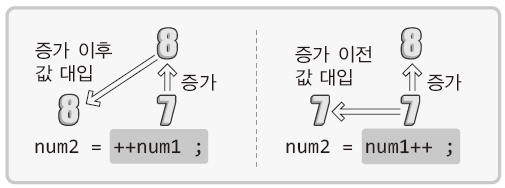 증가 이후
값 대입
8
증가
8
7
num2 = ++num1 ;
증가 이전
값 대입
8
증가
7
7
num2 = num1++ ;